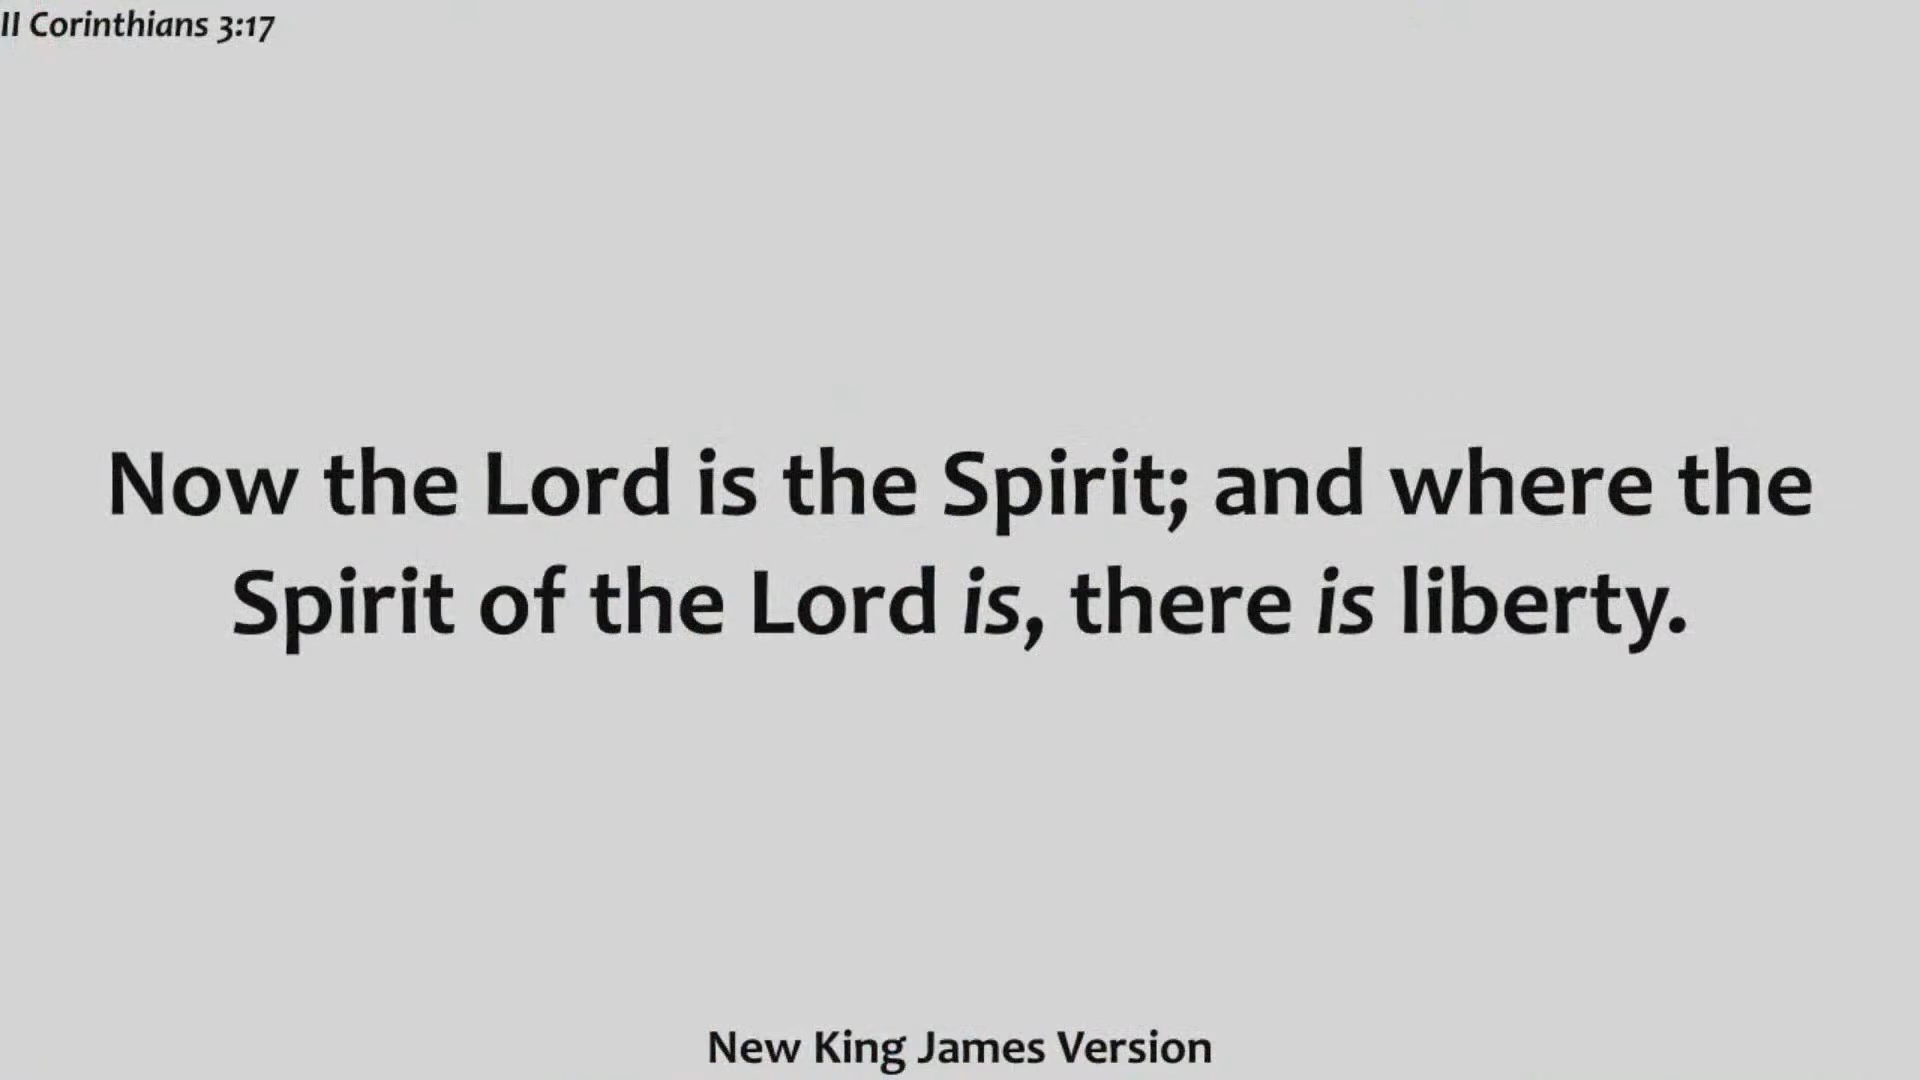 II Corinthians 3:17
Now the Lord is the Spirit; and where the
Spirit of the Lord is, there is liberty.
New King James Version